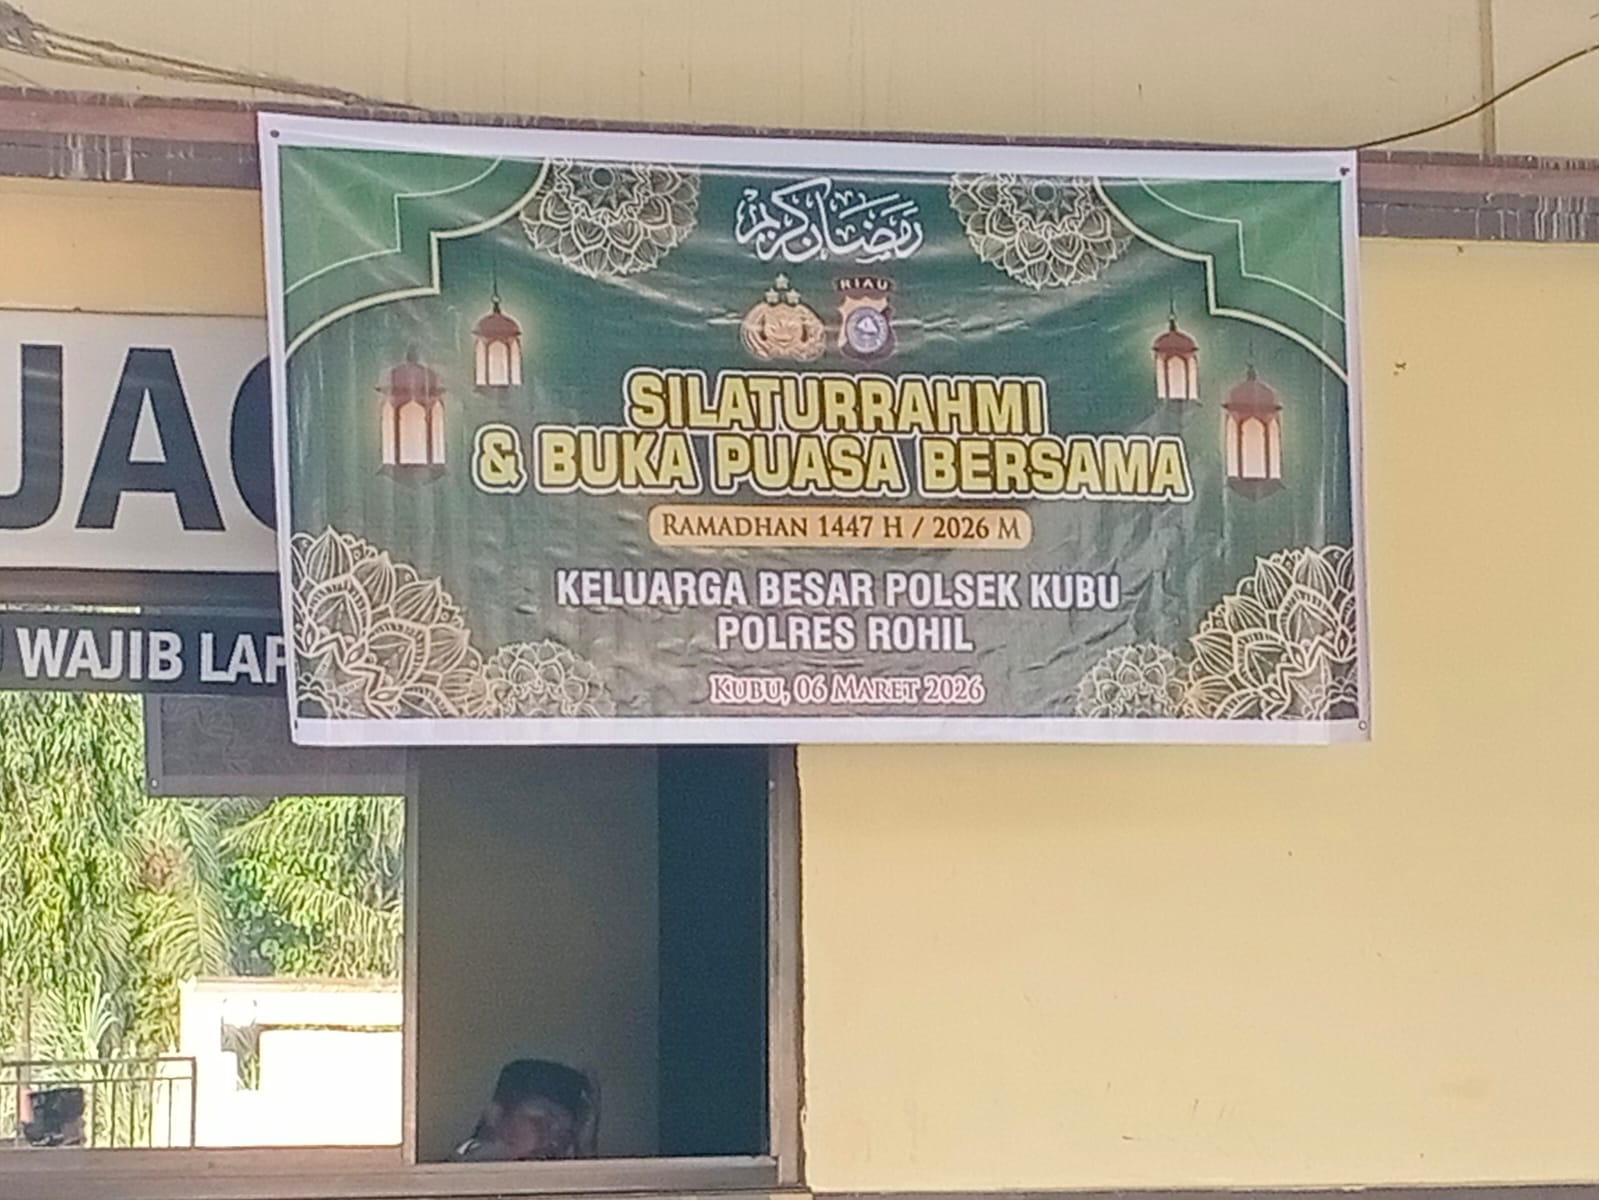 رمضان كريم
RIAU
SILATURRAHMI
& BUKA PUASA BERSAMA
RAMADHAN 1447 H / 2026 M
KELUARGA BESAR POLSEK KUBU
POLRES ROHIL
KUBU, 06 MARET 2026
JAG
WAJIB LAP